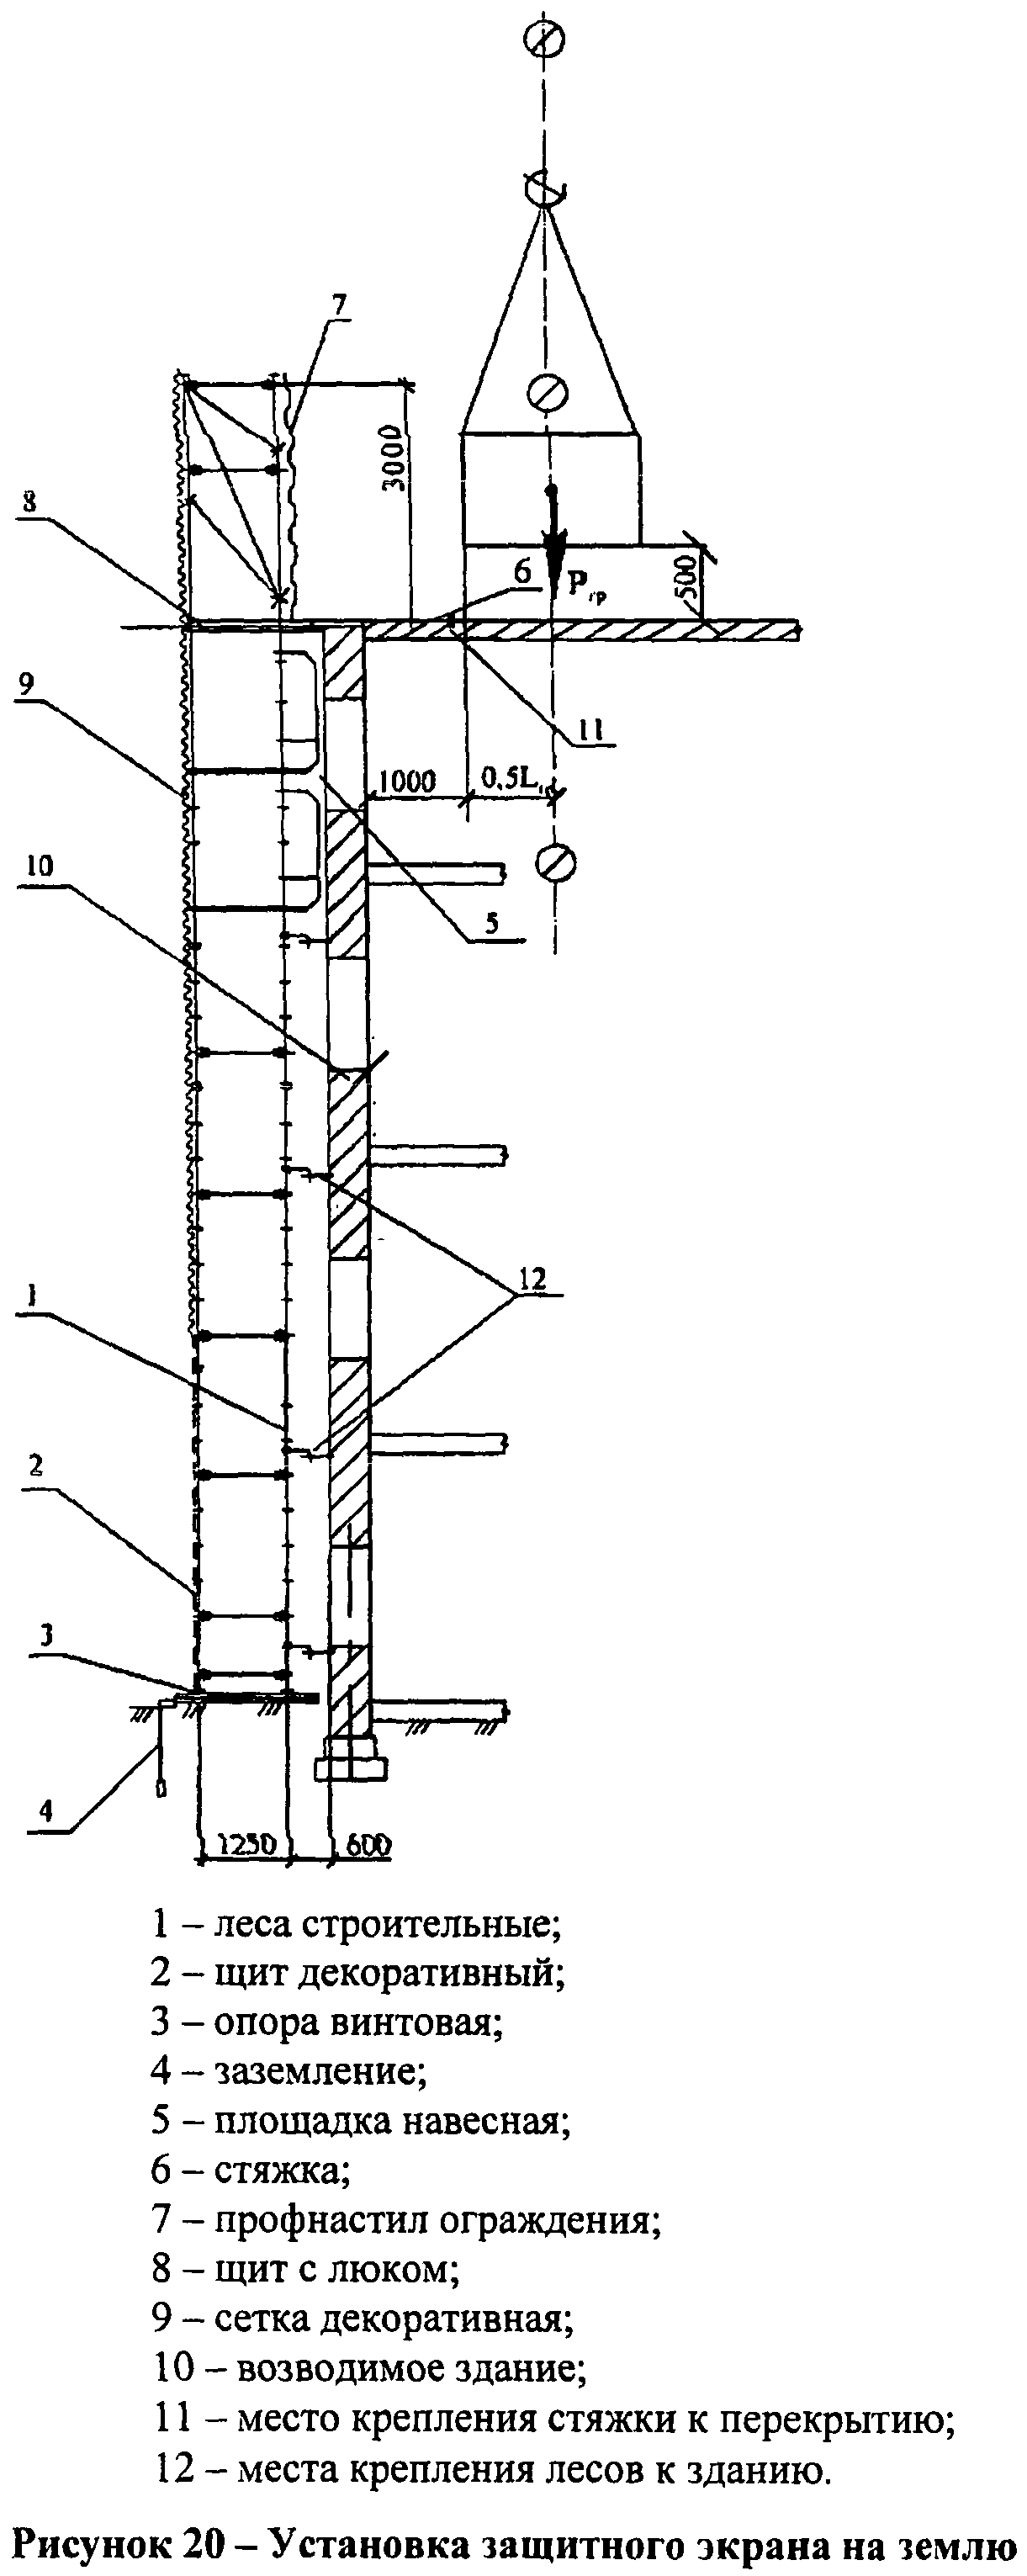 7
3000
8
6
Pгр
500
9
11
1000
0,5L
10
5
12
1
2
3
4
1250
600
1 – леса строительные;
2 – щит декоративный;
3 – опора винтовая;
4 – заземление;
5 – площадка навесная;
6 – стяжка;
7 – профнастил ограждения;
8 – щит с люком;
9 – сетка декоративная;
10 – возводимое здание;
11 – место крепления стяжки к перекрытию;
12 – места крепления лесов к зданию.
Рисунок 20 – Установка защитного экрана на землю